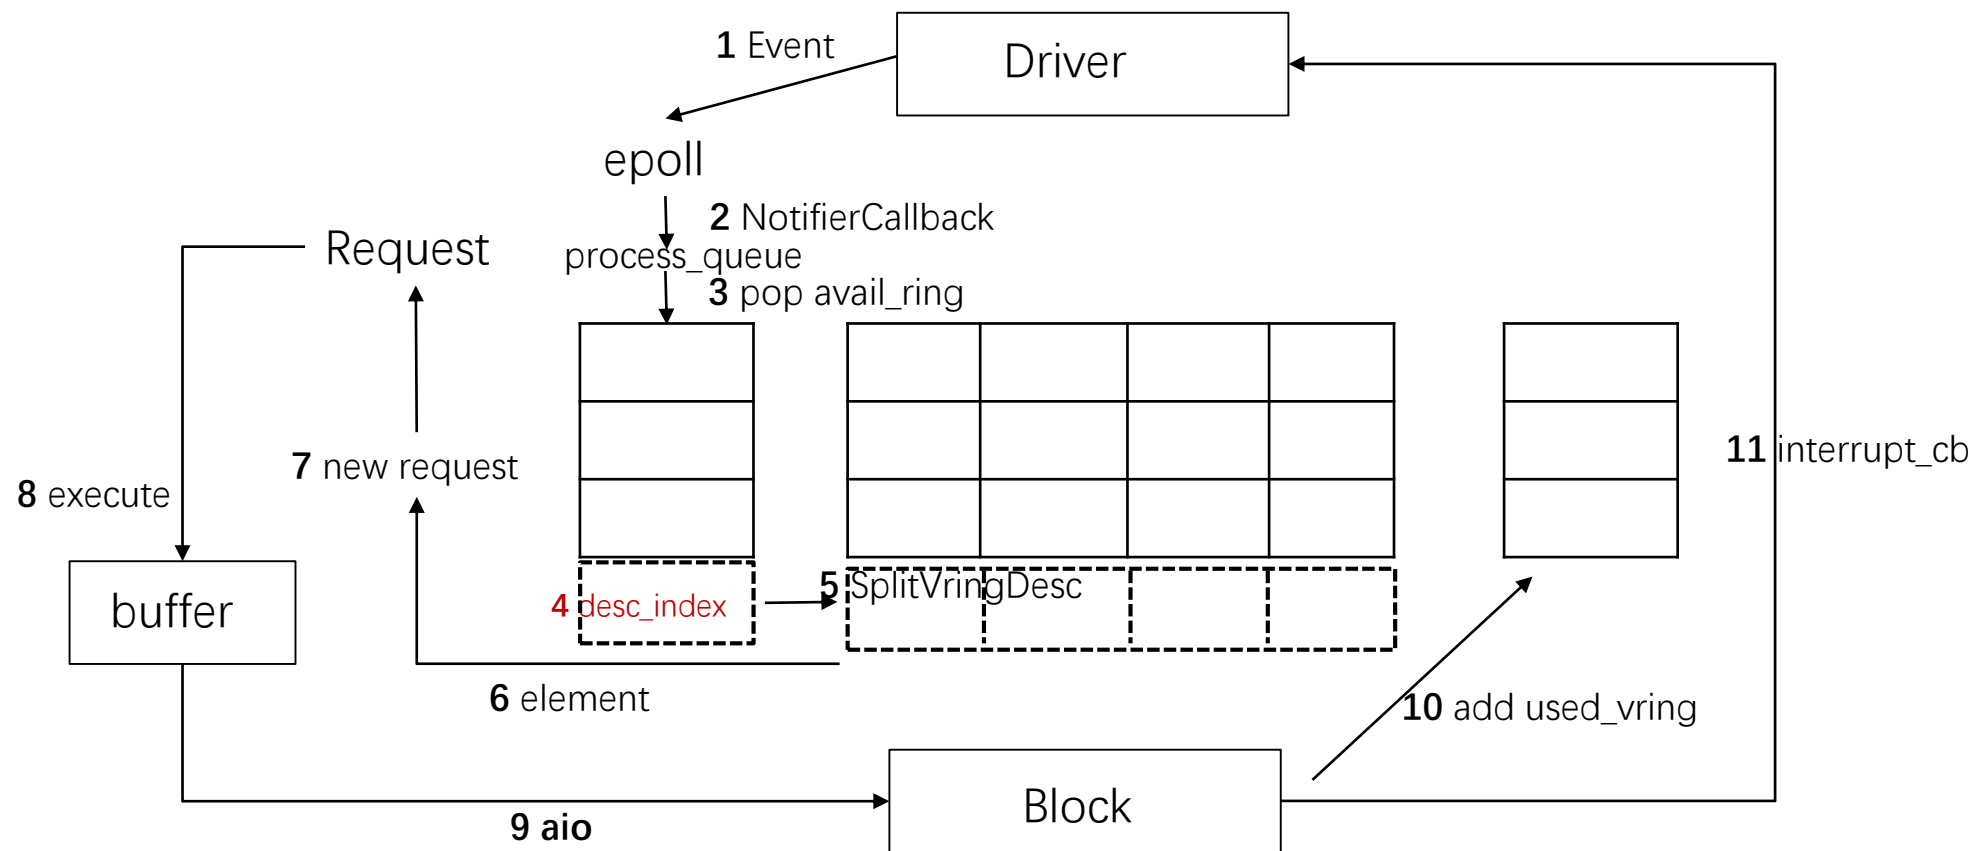 1 Event
Driver
epoll
2 NotifierCallback
Request
process_queue
3 pop avail_ring
7 new request
11 interrupt_cb
8 execute
5 SplitVringDesc
4 desc_index
buffer
6 element
10 add used_vring
Block
9 aio